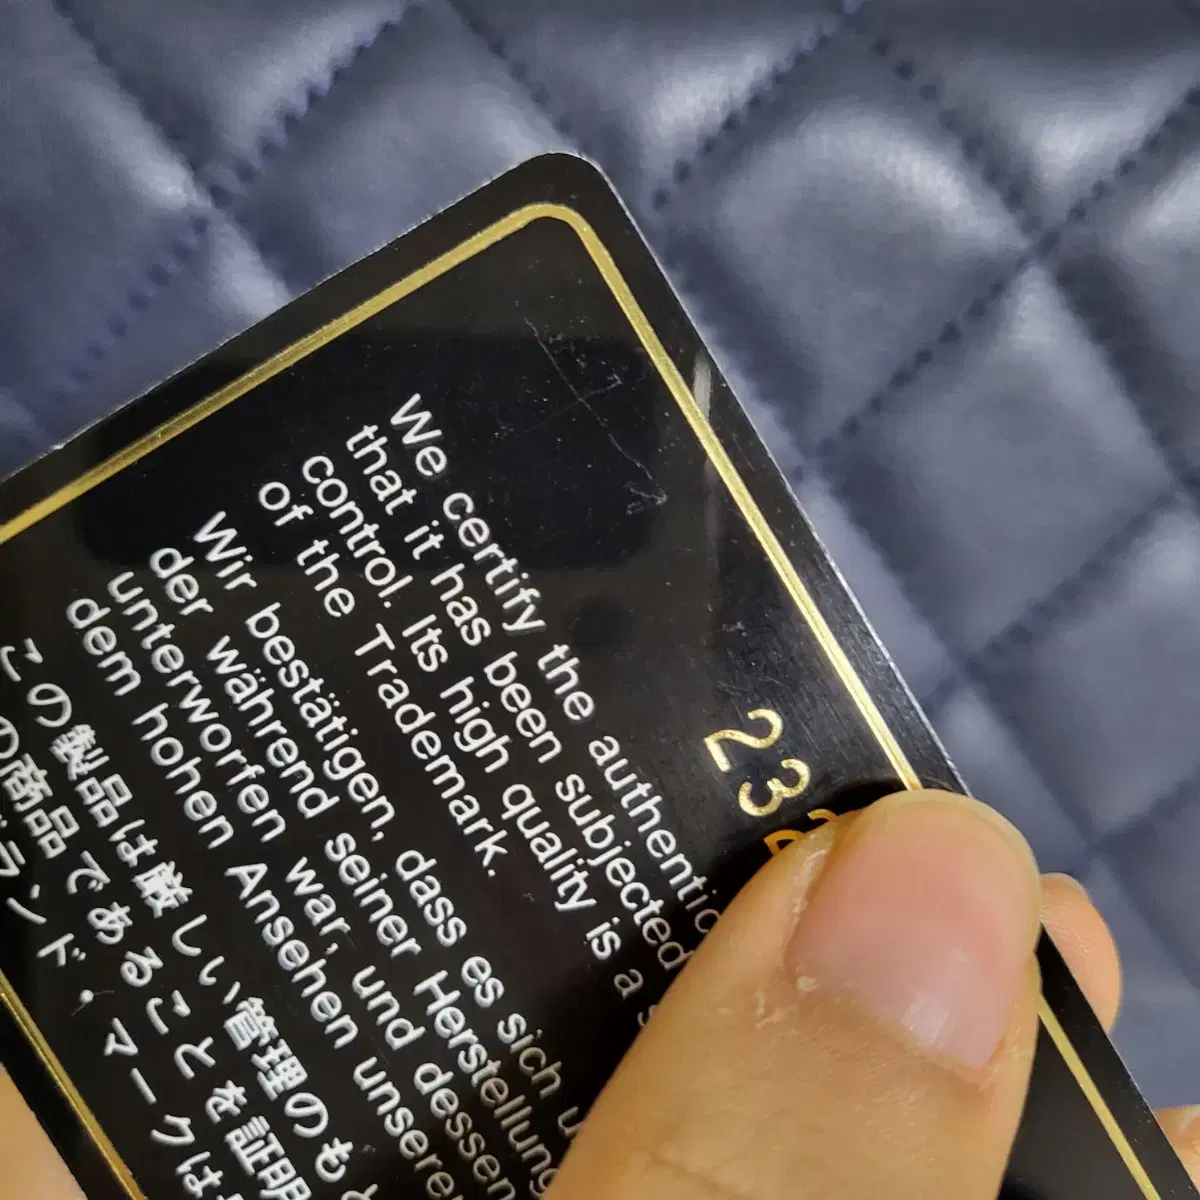 23
We certify the authentic
that it has been subjected
control. Its high quality is a
of the Trademark.
Wir bestätigen, dass es sich
der während seiner Herstellung
unterworfen war, und dessen
dem hohen Ansehen unserer
この製品は厳しい管理のもと
の商品であることを証明
ランド、マークは